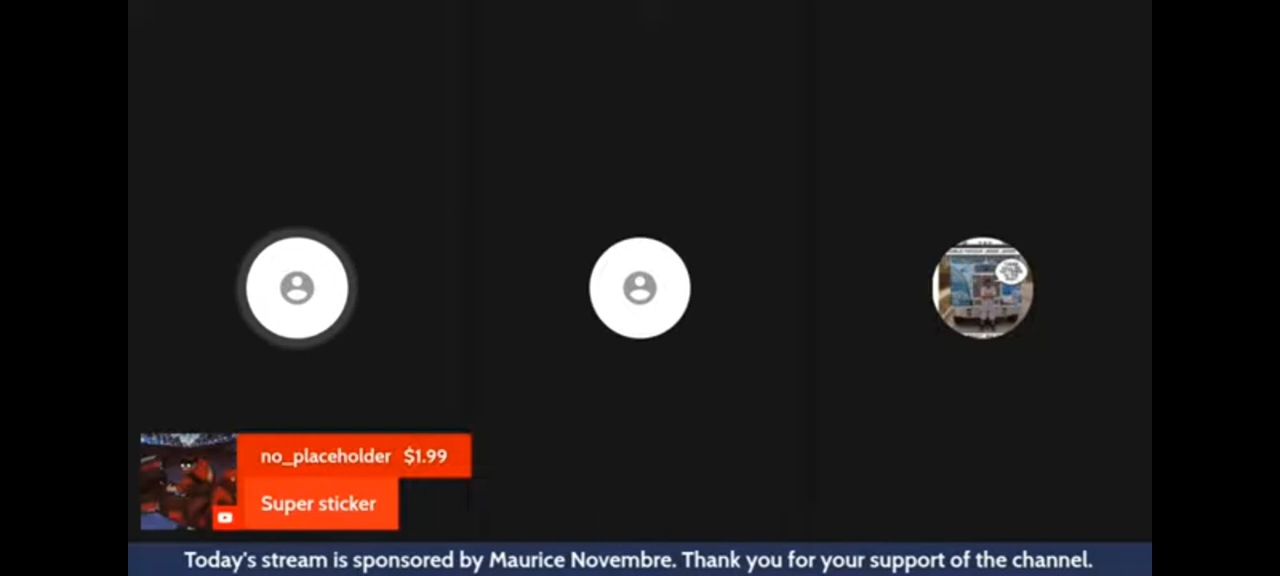 no_placeholder $1.99
Super sticker
Today's stream is sponsored by Maurice Novembre. Thank you for your support of the channel.